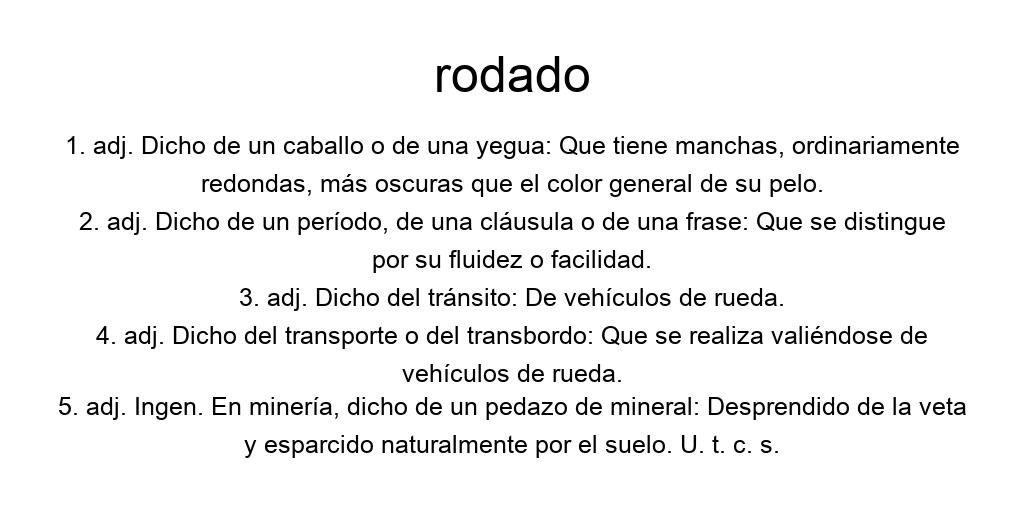 rodado
1. adj. Dicho de un caballo o de una yegua: Que tiene manchas, ordinariamente
redondas, más oscuras que el color general de su pelo.
2. adj. Dicho de un período, de una cláusula o de una frase: Que se distingue
por su fluidez o facilidad.
3. adj. Dicho del tránsito: De vehículos de rueda.
4. adj. Dicho del transporte o del transbordo: Que se realiza valiéndose de
vehículos de rueda.
5. adj. Ingen. En minería, dicho de un pedazo de mineral: Desprendido de la veta
y esparcido naturalmente por el suelo. U. t. c. s.